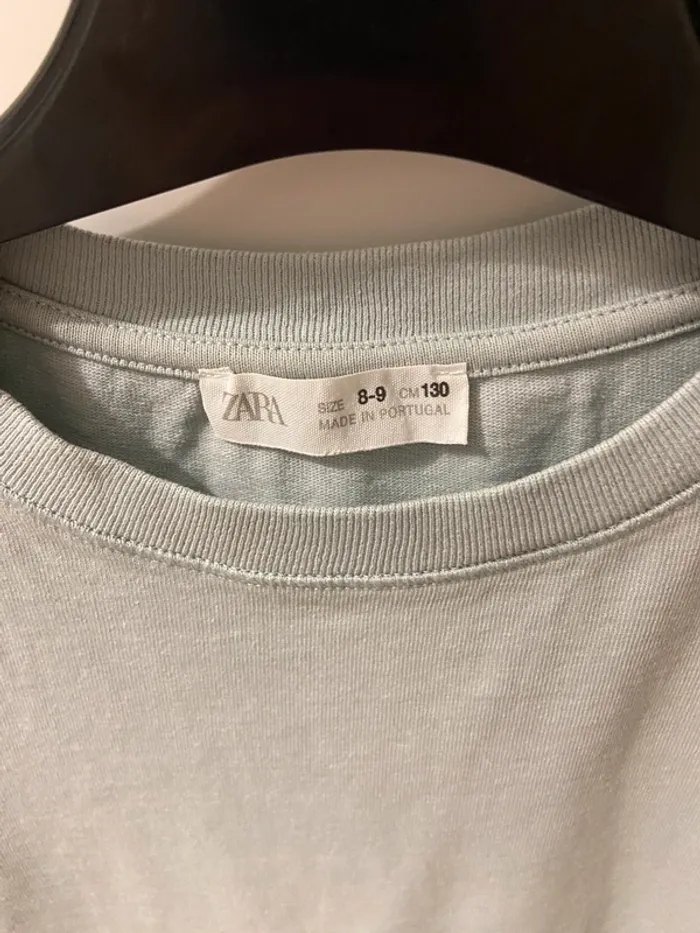 ZARA
SIZE 8-9 CM 130
MADE IN PORTUGAL